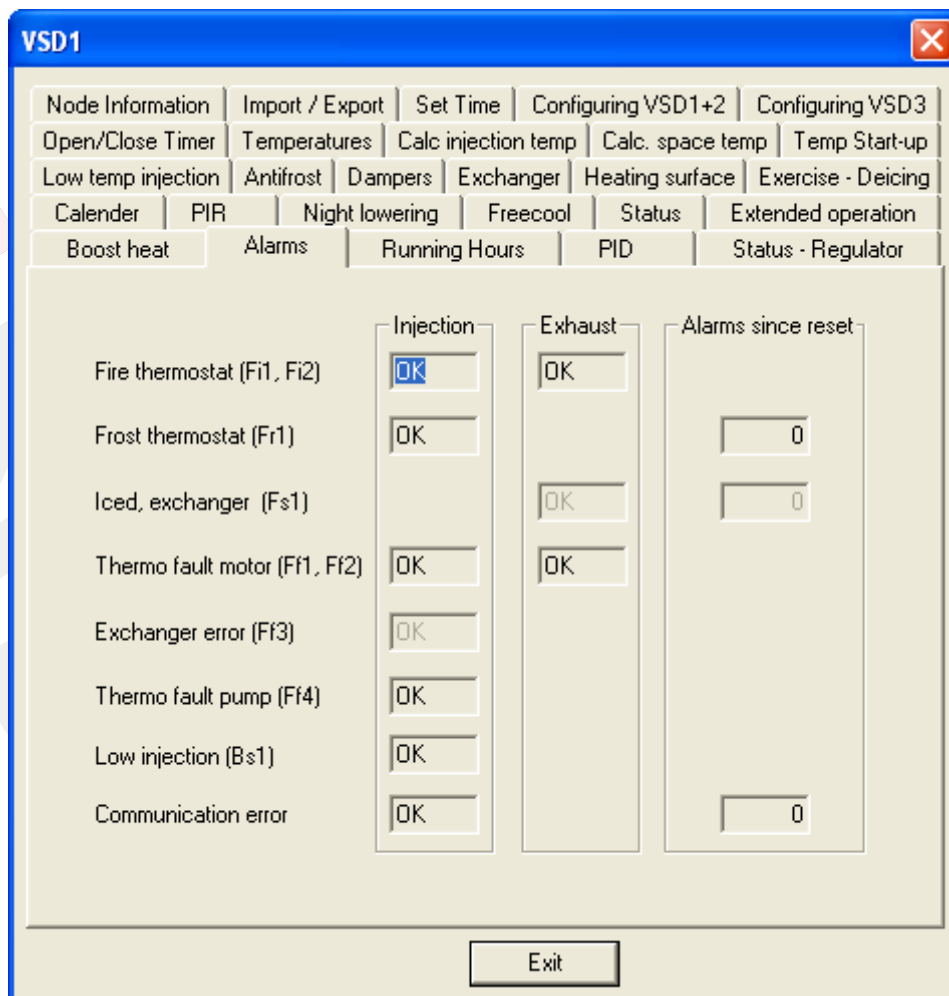 VSD1
Node Information Import / Export Set Time Configuring VSD1+2 Configuring VSD3
Open/Close Timer Temperatures Calc injection temp Calc. space temp Temp Start-up
Low temp injection Antifrost Dampers Exchanger Heating surface Exercise - Deicing
Calender PIR Night lowering Freecool Status Extended operation
Boost heat Alarms Running Hours PID Status - Regulator
Injection Exhaust Alarms since reset
Fire thermostat (Fi1, Fi2) OK OK
Frost thermostat (Fr1) OK 0
Iced, exchanger (Fs1) OK 0
Thermo fault motor (Ff1, Ff2) OK OK
Exchanger error (Ff3) OK
Thermo fault pump (Ff4) OK
Low injection (Bs1) OK
Communication error OK 0
Exit